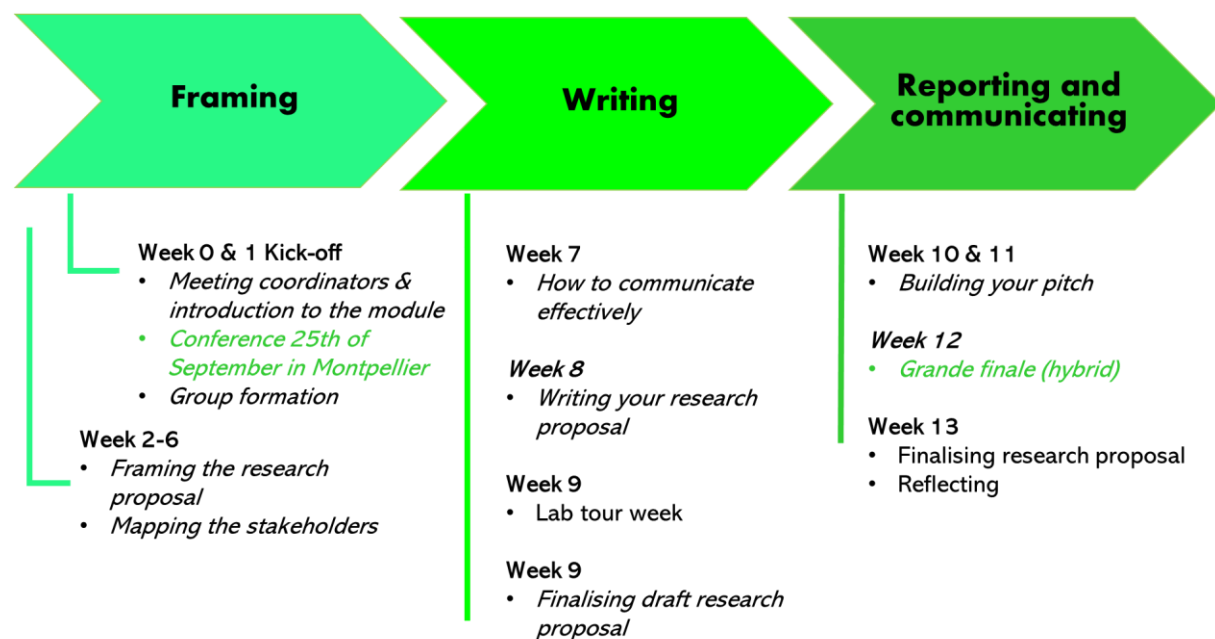 Framing
Week 0 & 1 Kick-off
• Meeting coordinators &
introduction to the module
• Conference 25th of
September in Montpellier
• Group formation
Week 2-6
• Framing the research
proposal
• Mapping the stakeholders
Writing
Week 7
• How to communicate
effectively
Week 8
• Writing your research
proposal
Week 9
• Lab tour week
Week 9
• Finalising draft research
proposal
Reporting and
communicating
Week 10 & 11
• Building your pitch
Week 12
• Grande finale (hybrid)
Week 13
• Finalising research proposal
• Reflecting